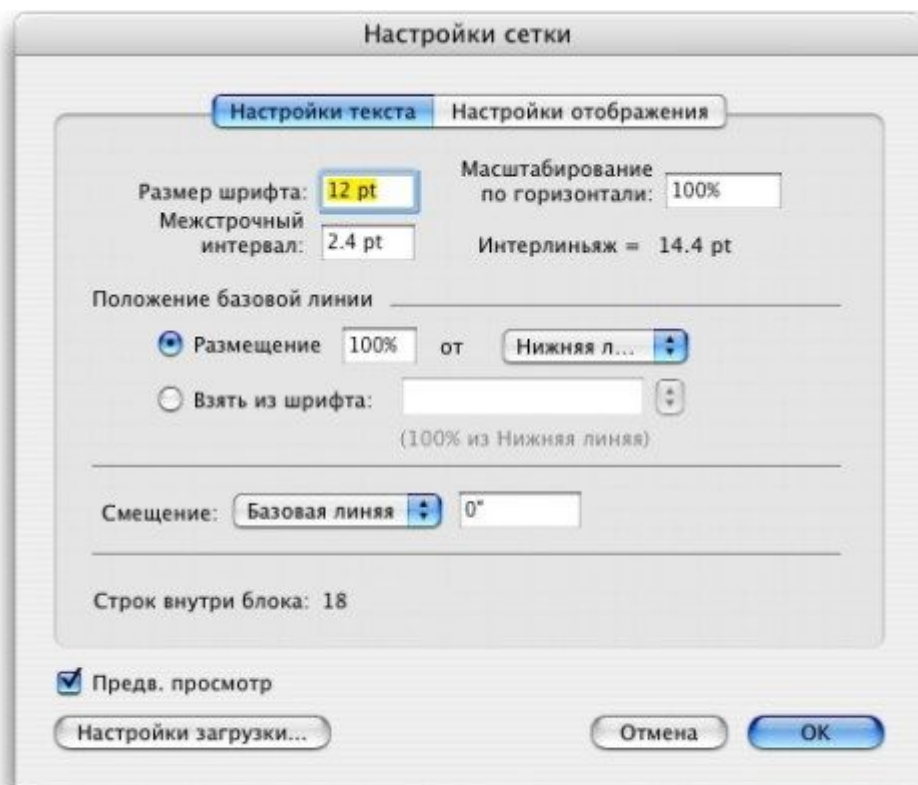 Настройки сетки
Настройки текста Настройки отображения
Размер шрифта: 12 pt
Масштабирование
по горизонтали: 100%
Межстрочный
интервал: 2.4 pt
Интерлиньяж = 14.4 pt
Положение базовой линии
Размещение 100% от Нижняя л...
Взять из шрифта:
(100% из Нижняя линяя)
Смещение: Базовая линяя 0"
Строк внутри блока: 18
Предв. просмотр
Настройки загрузки... Отмена OK